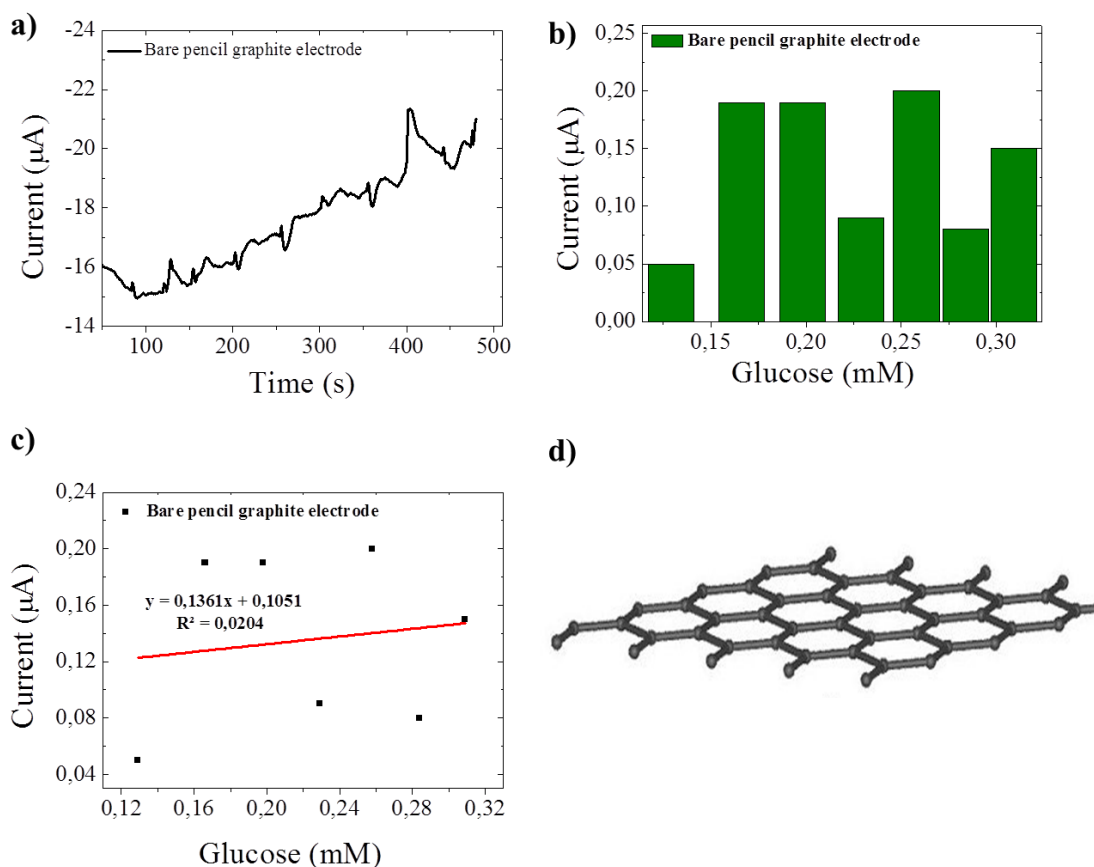 a)
-24
-22
-20
-18
-16
-14
Current (µA)
Bare pencil graphite electrode
100
200
300
400
500
Time (s)
b)
0,25
0,20
0,15
0,10
0,05
0,00
Current (µA)
Bare pencil graphite electrode
0,15
0,20
0,25
0,30
Glucose (mM)
c)
0,24
0,20
0,16
0,12
0,08
0,04
Current (µA)
Bare pencil graphite electrode
y = 0,1361x + 0,1051
R² = 0,0204
0,12
0,16
0,20
0,24
0,28
0,32
Glucose (mM)
d)